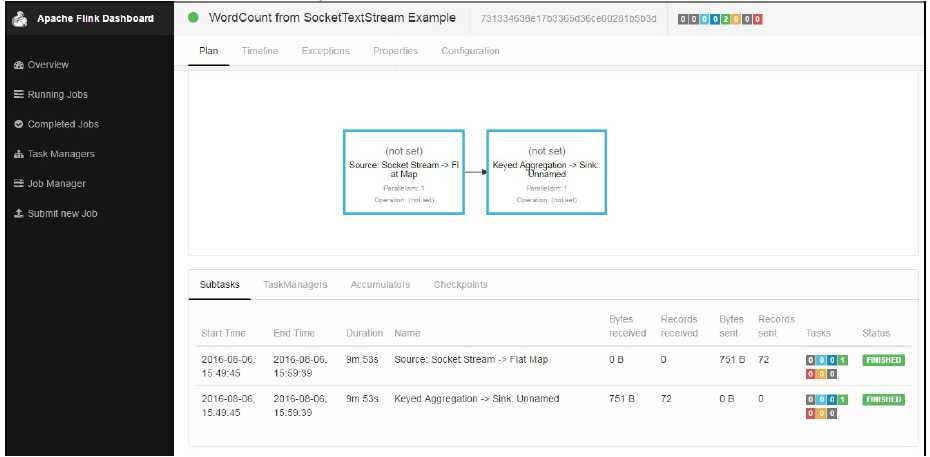 Apache Flink Dashboard
Overview
Running Jobs
Completed Jobs
Task Managers
Job Manager
Submit new Job
WordCount from SocketTextStream Example 731334638e17b3365d36ce00281b5b3d 0 0 0 0 2 0 0 0
Plan Timeline Exceptions Properties Configuration
(not set)
Source: Socket Stream -> Fl
at Map
Parallelism: 1
Operation: (not set)
(not set)
Keyed Aggregation -> Sink:
Unnamed
Parallelism: 1
Operation: (not set)
Subtasks TaskManagers Accumulators Checkpoints
Start Time End Time Duration Name Bytes received Records received Bytes sent Records sent Tasks Status
2016-08-06, 2016-08-06, 9m 53s Source: Socket Stream -> Flat Map 0 B 0 751 B 72 0 0 0 1 FINISHED
15:49:45 15:59:39 0 0 0
2016-08-06, 2016-08-06, 9m 53s Keyed Aggregation -> Sink: Unnamed 751 B 72 0 B 0 0 0 0 1 FINISHED
15:49:45 15:59:39 0 0 0